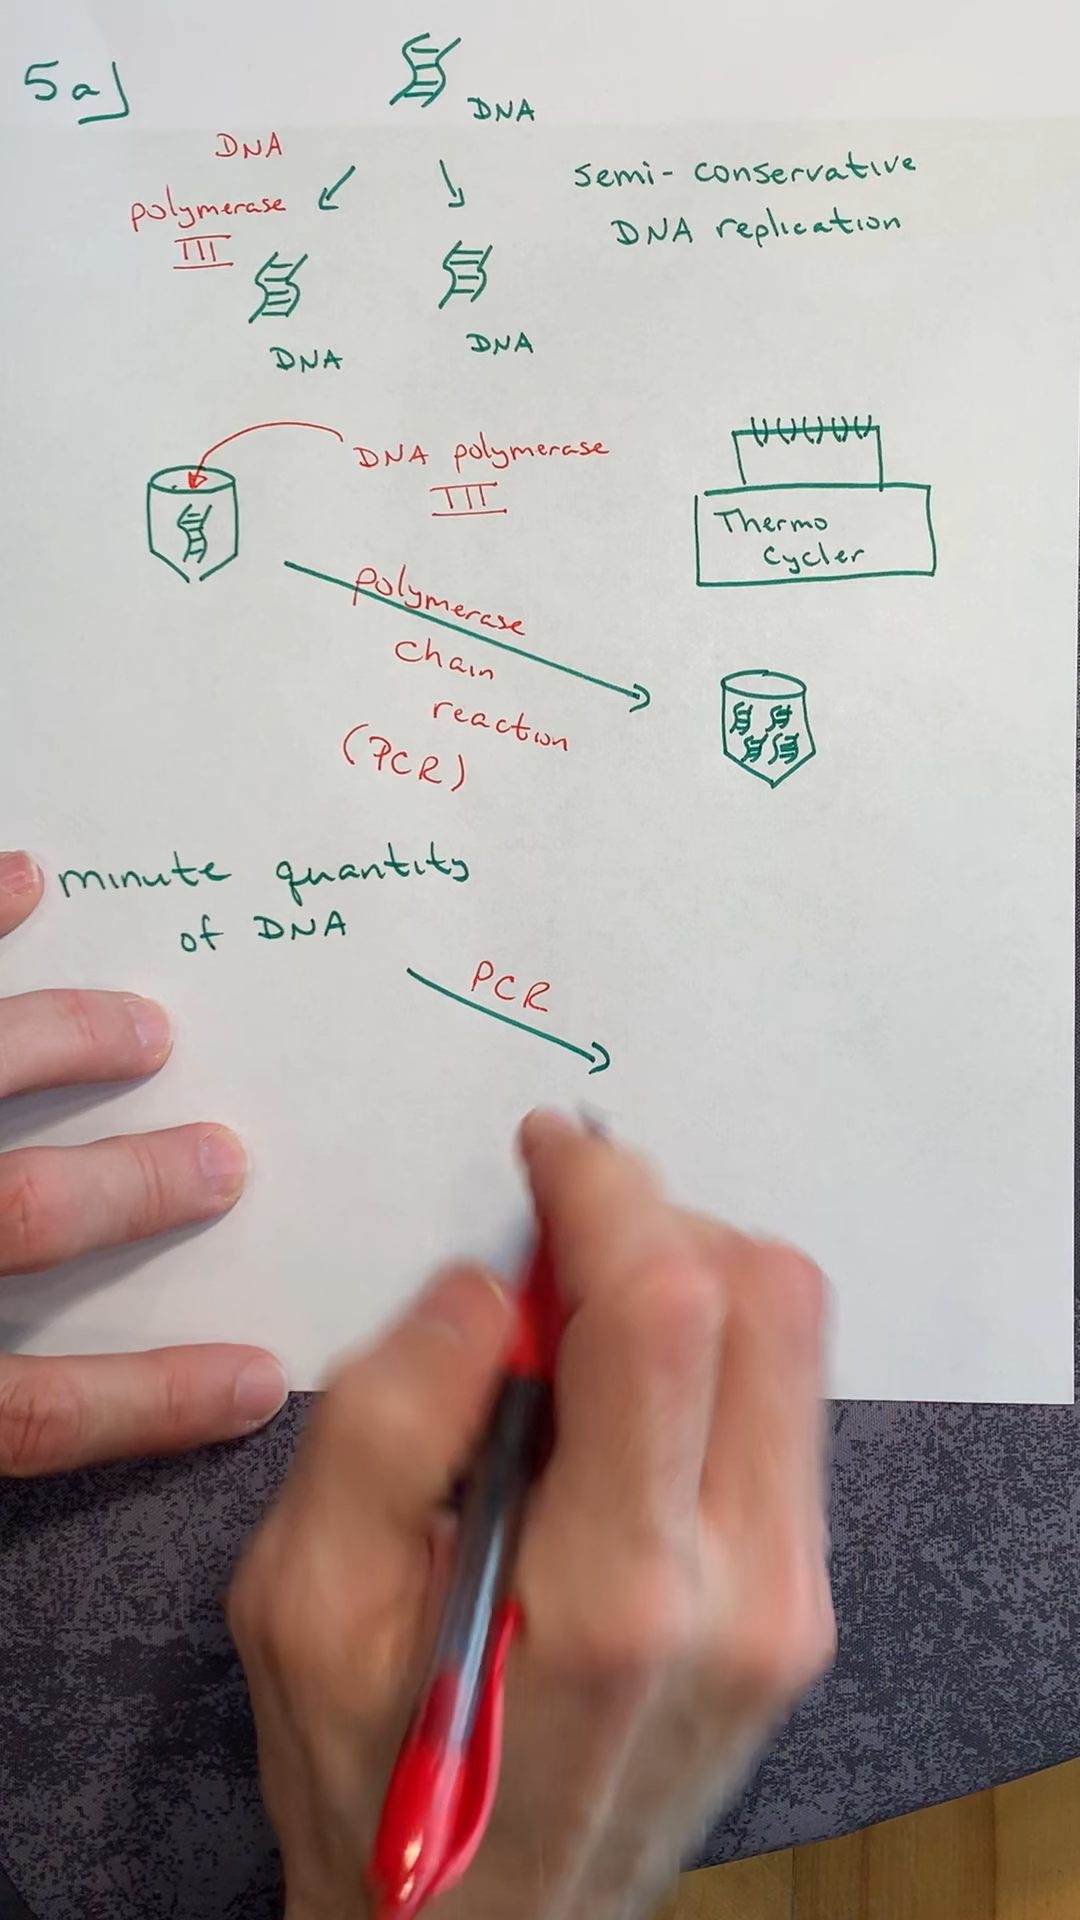 5a)
DNA
DNA
polymerase
III
semi-conservative
DNA replication
DNA
DNA
DNA polymerase
III
Thermo
Cycler
polymerase
chain
reaction
(PCR)
minute quantity
of DNA
PCR